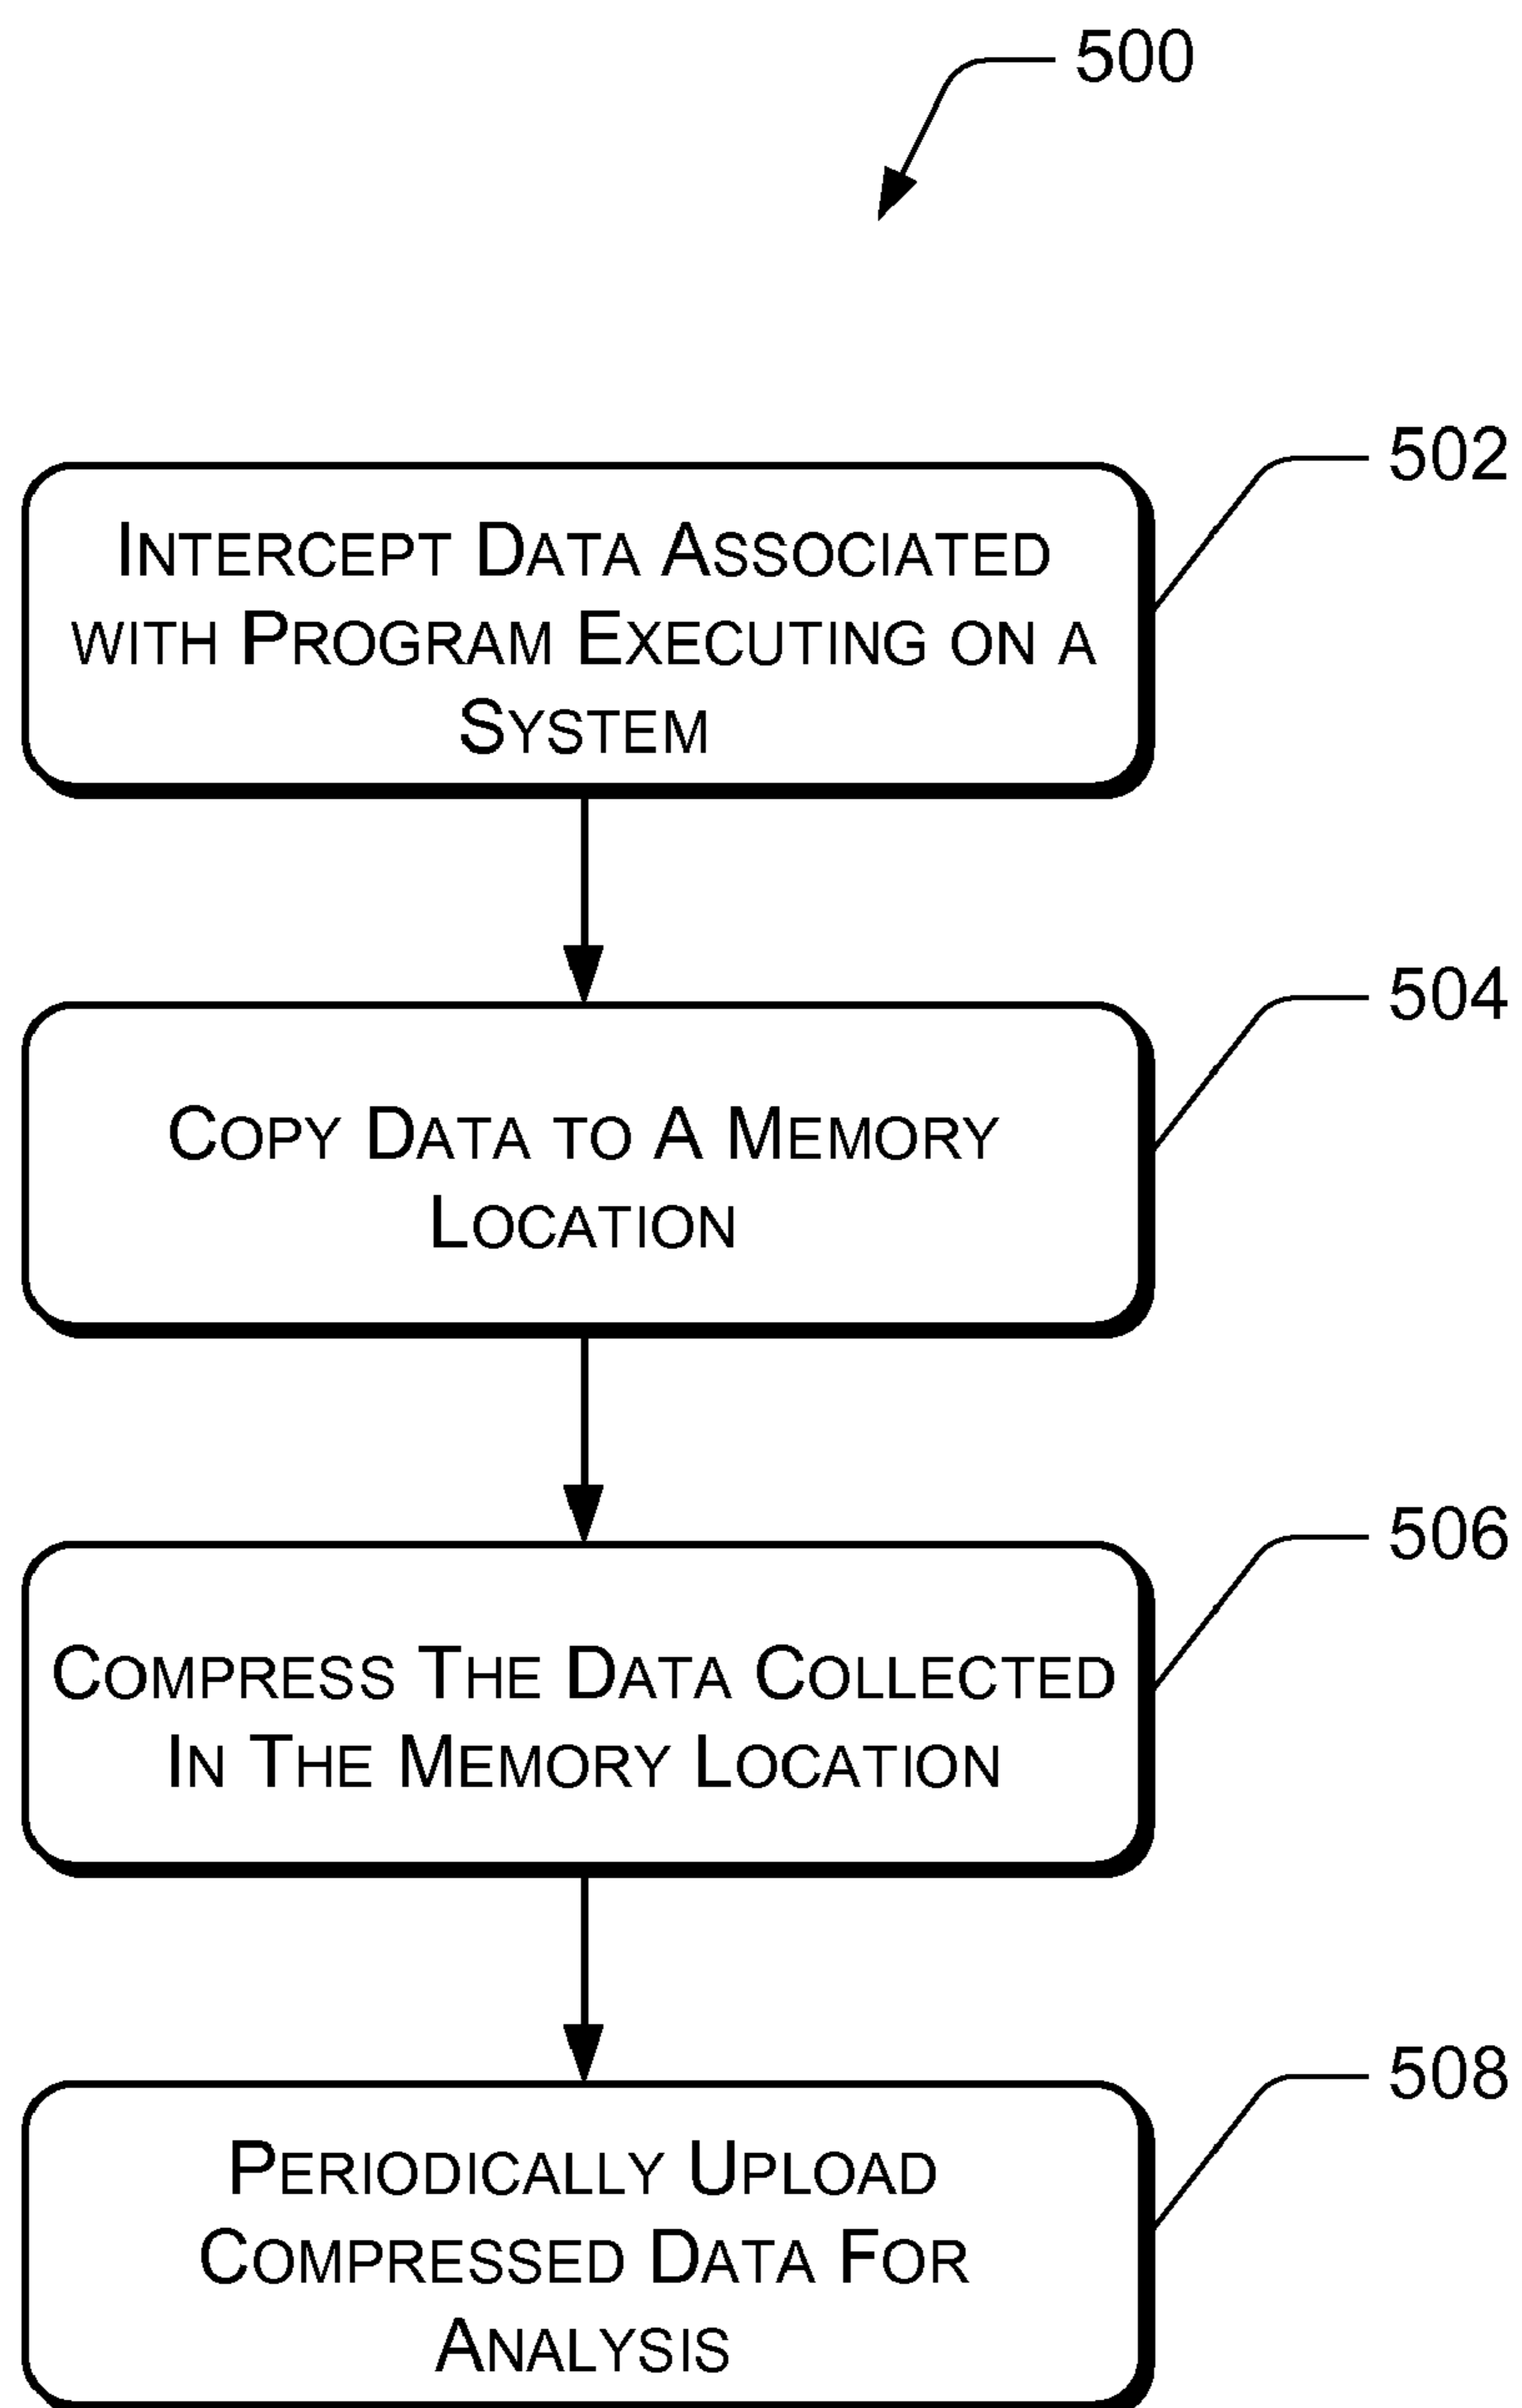 500
502
INTERCEPT DATA ASSOCIATED
WITH PROGRAM EXECUTING ON A
SYSTEM
504
COPY DATA TO A MEMORY
LOCATION
506
COMPRESS THE DATA COLLECTED
IN THE MEMORY LOCATION
508
PERIODICALLY UPLOAD
COMPRESSED DATA FOR
ANALYSIS